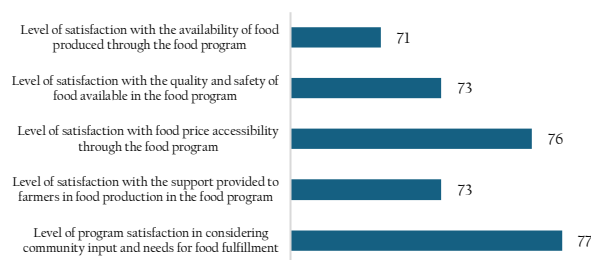 Level of satisfaction with the availability of food
produced through the food program
71
Level of satisfaction with the quality and safety of
food available in the food program
73
Level of satisfaction with food price accessibility
through the food program
76
Level of satisfaction with the support provided to
farmers in food production in the food program
73
Level of program satisfaction in considering
community input and needs for food fulfillment
77